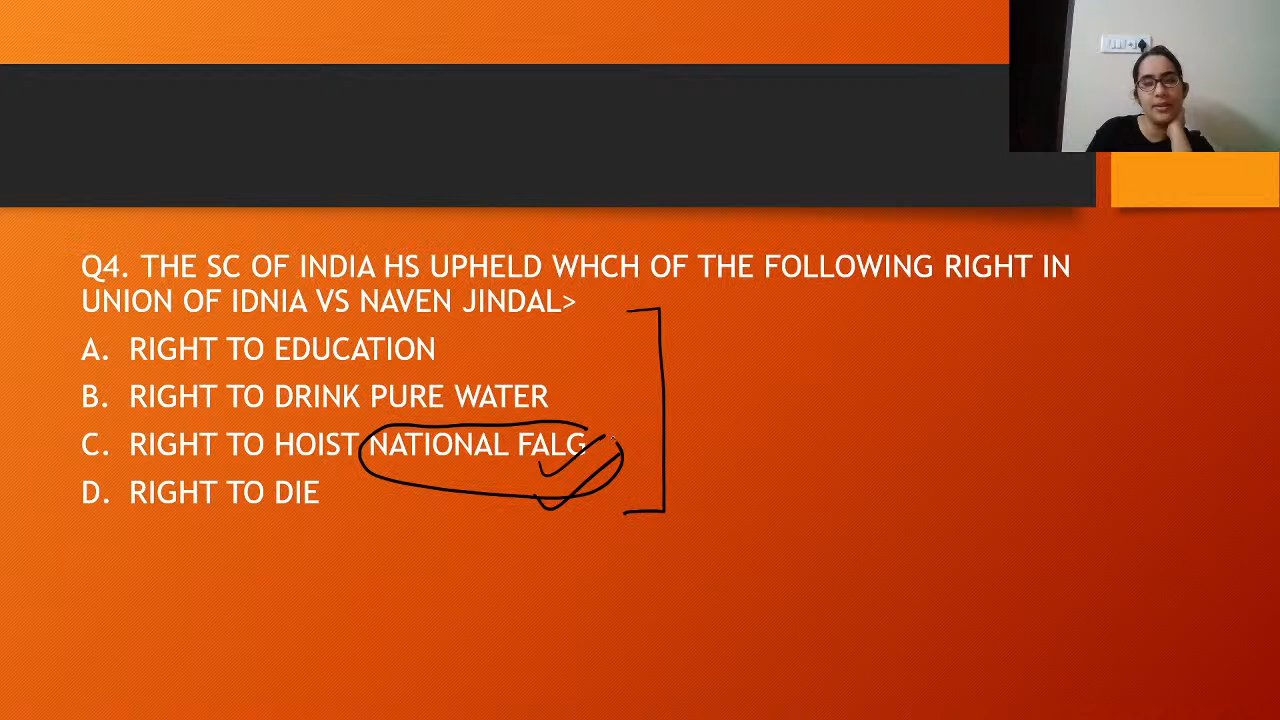 Q4. THE SC OF INDIA HS UPHELD WHCH OF THE FOLLOWING RIGHT IN
UNION OF IDNIA VS NAVEN JINDAL>
A. RIGHT TO EDUCATION
B. RIGHT TO DRINK PURE WATER
C. RIGHT TO HOIST NATIONAL FALG
D. RIGHT TO DIE